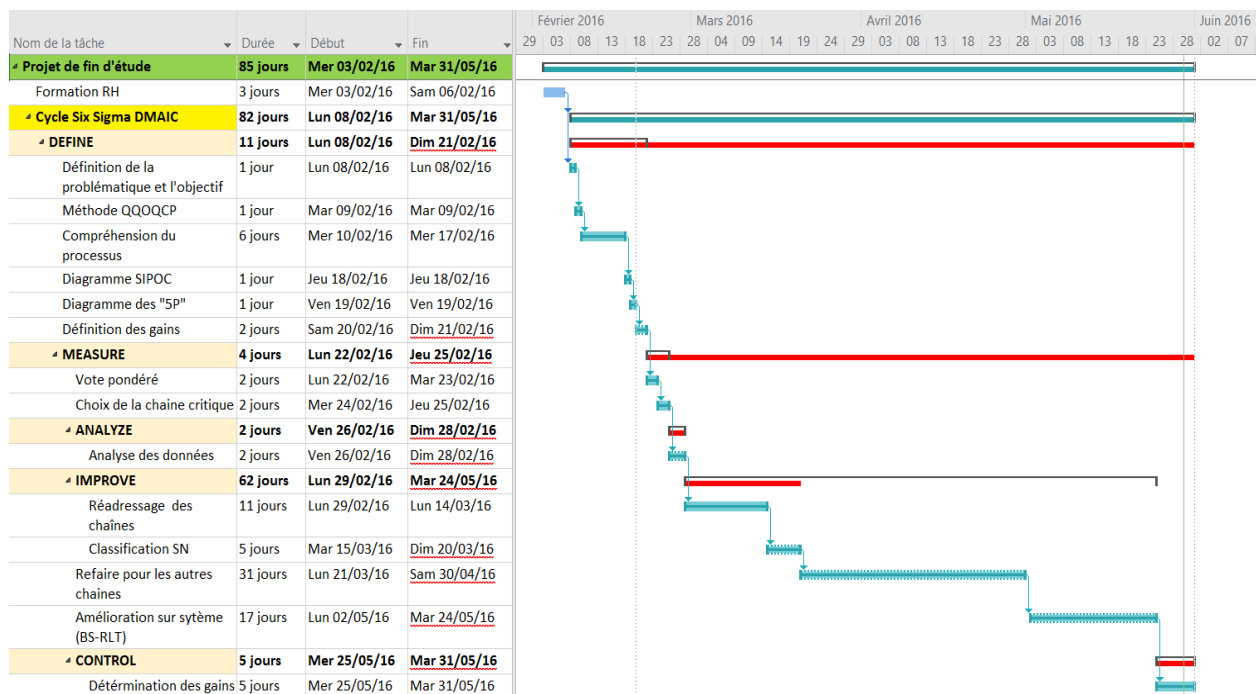 Février 2016 Mars 2016 Avril 2016 Mai 2016 Juin 2016
Nom de la tâche Durée Début Fin 29 03 08 13 18 23 28 04 09 14 19 24 29 03 08 13 18 23 28 03 08 13 18 23 28 02 07
Projet de fin d'étude 85 jours Mer 03/02/16 Mar 31/05/16
Formation RH 3 jours Mer 03/02/16 Sam 06/02/16
Cycle Six Sigma DMAIC 82 jours Lun 08/02/16 Mar 31/05/16
DEFINE 11 jours Lun 08/02/16 Dim 21/02/16
Définition de la 1 jour Lun 08/02/16 Lun 08/02/16
problématique et l'objectif
Méthode QQOQCP 1 jour Mar 09/02/16 Mar 09/02/16
Compréhension du 6 jours Mer 10/02/16 Mer 17/02/16
processus
Diagramme SIPOC 1 jour Jeu 18/02/16 Jeu 18/02/16
Diagramme des "5P" 1 jour Ven 19/02/16 Ven 19/02/16
Définition des gains 2 jours Sam 20/02/16 Dim 21/02/16
MEASURE 4 jours Lun 22/02/16 Jeu 25/02/16
Vote pondéré 2 jours Lun 22/02/16 Mar 23/02/16
Choix de la chaine critique 2 jours Mer 24/02/16 Jeu 25/02/16
ANALYZE 2 jours Ven 26/02/16 Dim 28/02/16
Analyse des données 2 jours Ven 26/02/16 Dim 28/02/16
IMPROVE 62 jours Lun 29/02/16 Mar 24/05/16
Réadressage des 11 jours Lun 29/02/16 Lun 14/03/16
chaînes
Classification SN 5 jours Mar 15/03/16 Dim 20/03/16
Refaire pour les autres 31 jours Lun 21/03/16 Sam 30/04/16
chaines
Amélioration sur sytème 17 jours Lun 02/05/16 Mar 24/05/16
(BS-RLT)
CONTROL 5 jours Mer 25/05/16 Mar 31/05/16
Détérmination des gains 5 jours Mer 25/05/16 Mar 31/05/16